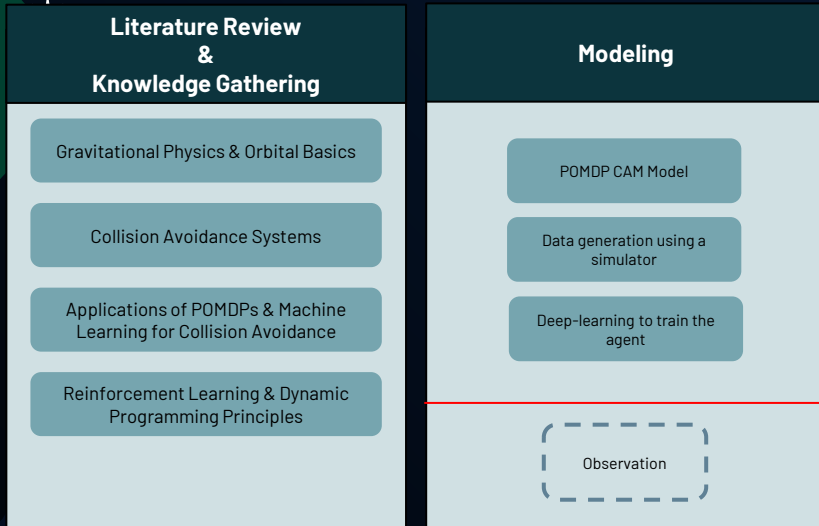 Literature Review
&
Knowledge Gathering
Gravitational Physics & Orbital Basics
Collision Avoidance Systems
Applications of POMDPs & Machine
Learning for Collision Avoidance
Reinforcement Learning & Dynamic
Programming Principles
Modeling
POMDP CAM Model
Data generation using a
simulator
Deep-learning to train the
agent
Observation